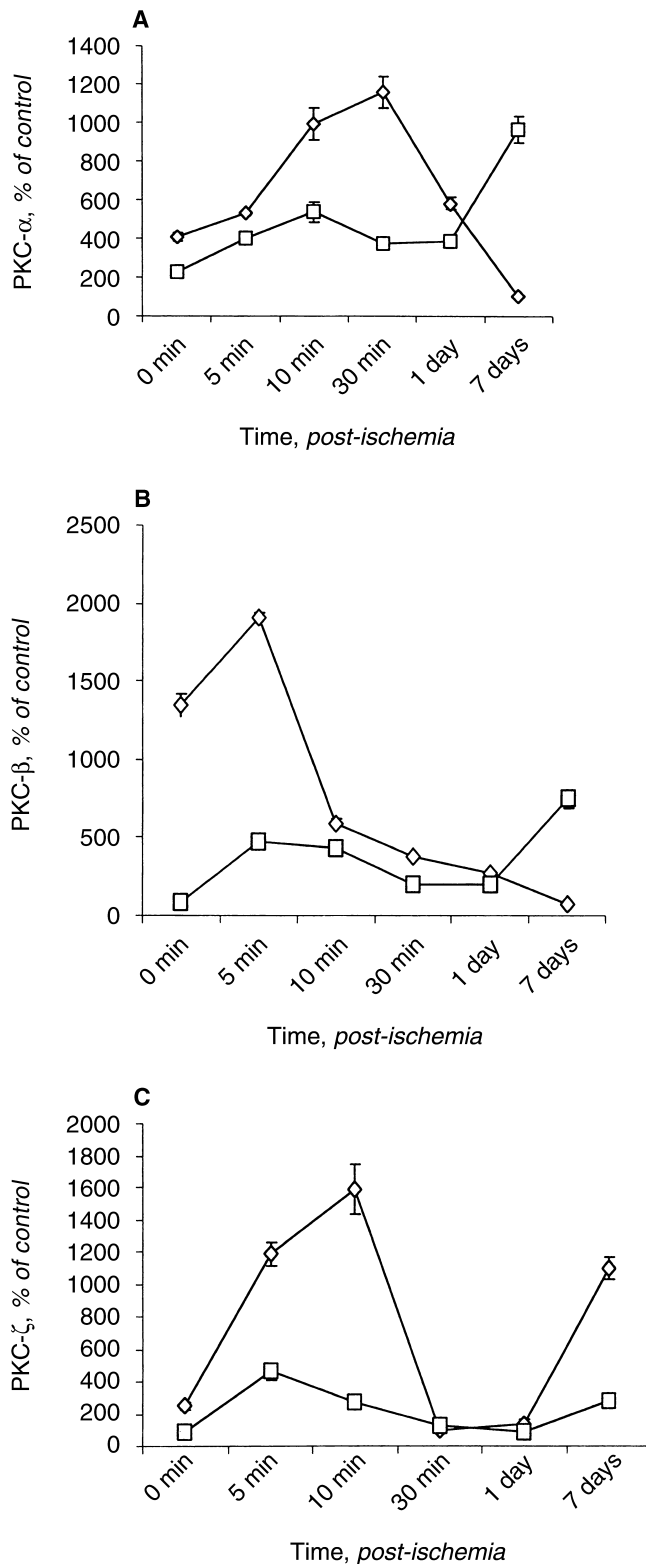 A
PKC-α, % of control
1400
1200
1000
800
600
400
200
0
0 min
5 min
10 min
30 min
1 day
7 days
Time, post-ischemia
B
PKC-β, % of control
2500
2000
1500
1000
500
0
0 min
5 min
10 min
30 min
1 day
7 days
Time, post-ischemia
C
PKC-ζ, % of control
2000
1800
1600
1400
1200
1000
800
600
400
200
0
0 min
5 min
10 min
30 min
1 day
7 days
Time, post-ischemia